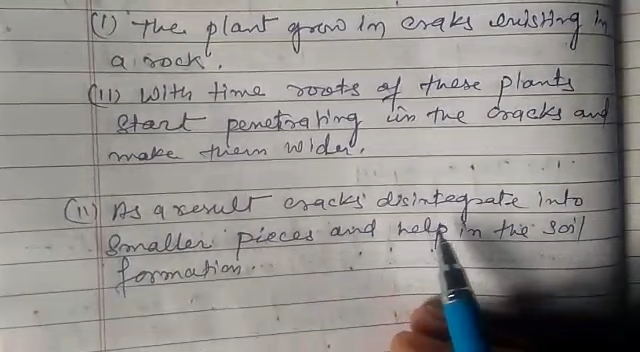 (i) The plant grow in craks existing in
a rock.
(ii) With time roots of these plants
start penetrating in the cracks and
make them wider.
(ii) As a result cracks disintegrate into
smaller pieces and help in the soil
formation.